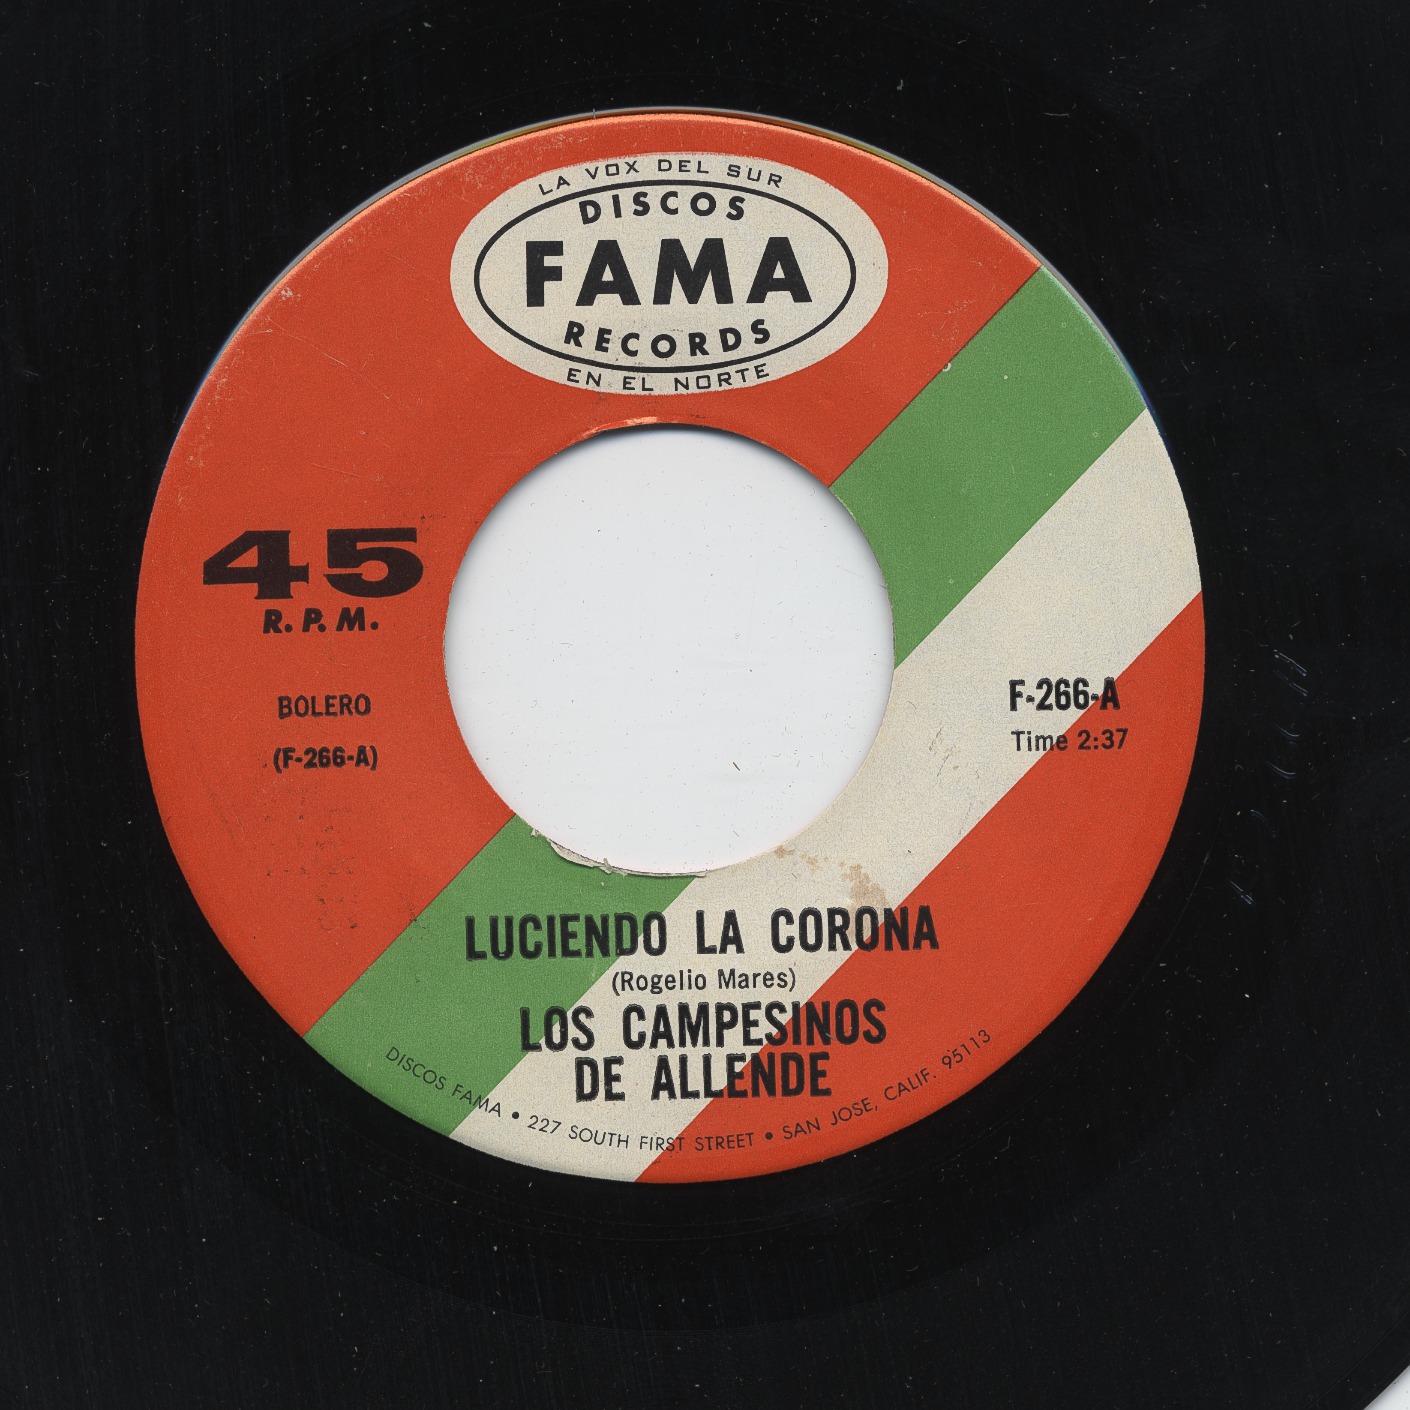 LA VOX DEL SUR
DISCOS
FAMA
RECORDS
EN EL NORTE
45
R.P.M.
BOLERO
(F-266-A)
F-266-A
Time 2:37
LUCIENDO LA CORONA
(Rogelio Mares)
LOS CAMPESINOS
DE ALLENDE
DISCOS FAMA • 227 SOUTH FIRST STREET • SAN JOSE, CALIF. 95113